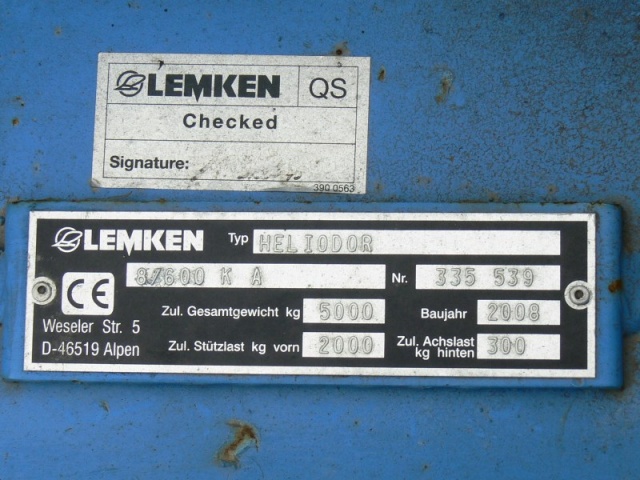 LEMKEN QS
Checked
Signature:
390 0563
LEMKEN Typ HELIODOR
8/600 K A Nr. 335 539
CE
Zul. Gesamtgewicht kg 5000 Baujahr 2008
Weseler Str. 5
D-46519 Alpen
Zul. Stützlast kg vorn 2000 Zul. Achslast kg hinten 300